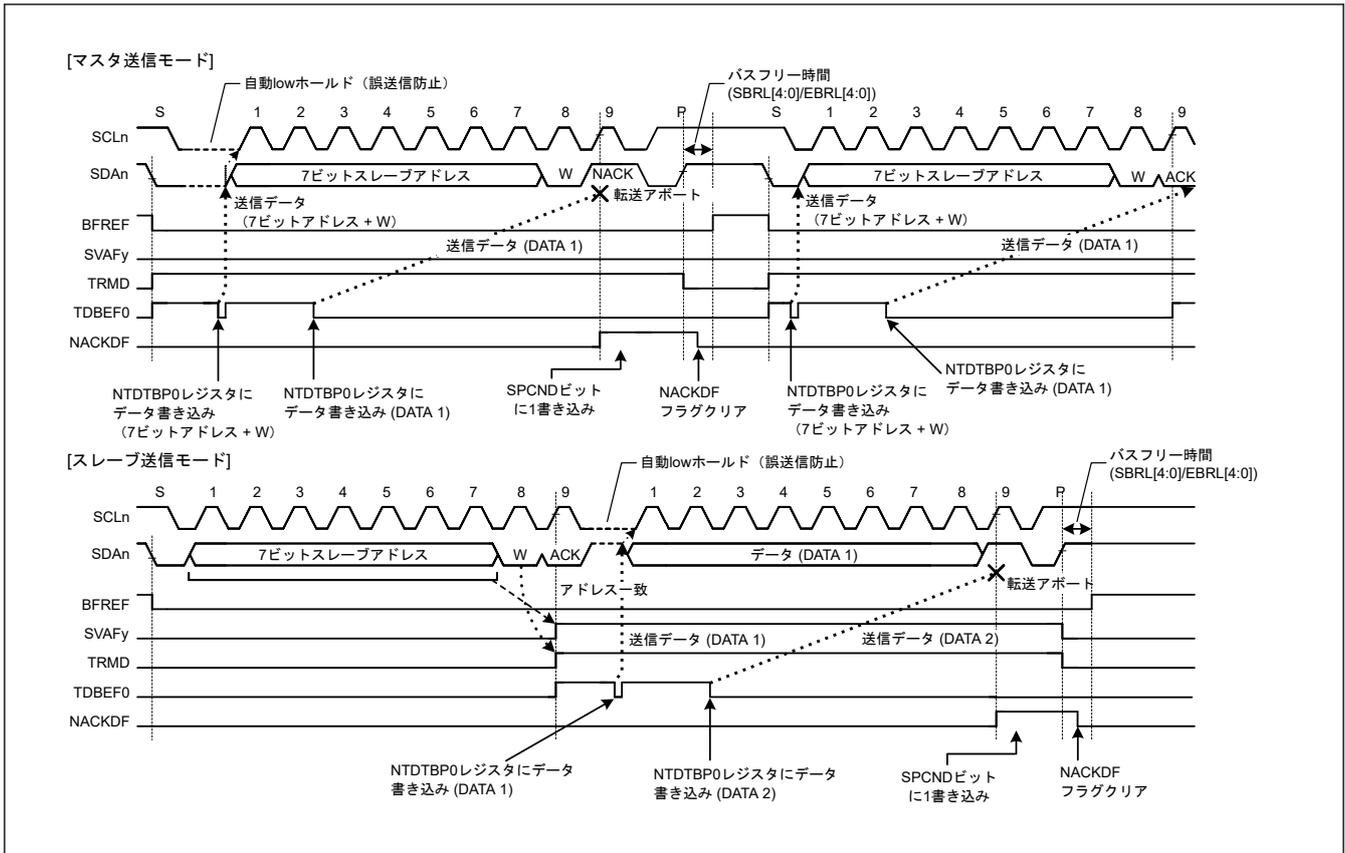 [マスタ送信モード]
自動lowホールド（誤送信防止）
バスフリー時間
(SBRL[4:0]/EBRL[4:0])
S 1 2 3 4 5 6 7 8 9 P S 1 2 3 4 5 6 7 8 9
SCLn
SDAn 7ビットスレーブアドレス W NACK 7ビットスレーブアドレス W ACK
転送アボート
送信データ
（7ビットアドレス + W）
送信データ
（7ビットアドレス + W）
BFREF
送信データ (DATA 1)
送信データ (DATA 1)
SVAFy
TRMD
TDBEF0
NACKDF
NTDTBP0レジスタに
データ書き込み
（7ビットアドレス + W）
NTDTBP0レジスタに
データ書き込み (DATA 1)
SPCNDビット
に1書き込み
NACKDF
フラグクリア
NTDTBP0レジスタに
データ書き込み
（7ビットアドレス + W）
NTDTBP0レジスタに
データ書き込み (DATA 1)
[スレーブ送信モード]
自動lowホールド（誤送信防止）
バスフリー時間
(SBRL[4:0]/EBRL[4:0])
S 1 2 3 4 5 6 7 8 9 1 2 3 4 5 6 7 8 9 P
SCLn
SDAn 7ビットスレーブアドレス W ACK データ (DATA 1)
アドレス一致
転送アボート
BFREF
SVAFy
送信データ (DATA 1)
送信データ (DATA 2)
TRMD
TDBEF0
NACKDF
NTDTBP0レジスタにデータ
書き込み (DATA 1)
NTDTBP0レジスタにデータ
書き込み (DATA 2)
SPCNDビット
に1書き込み
NACKDF
フラグクリア